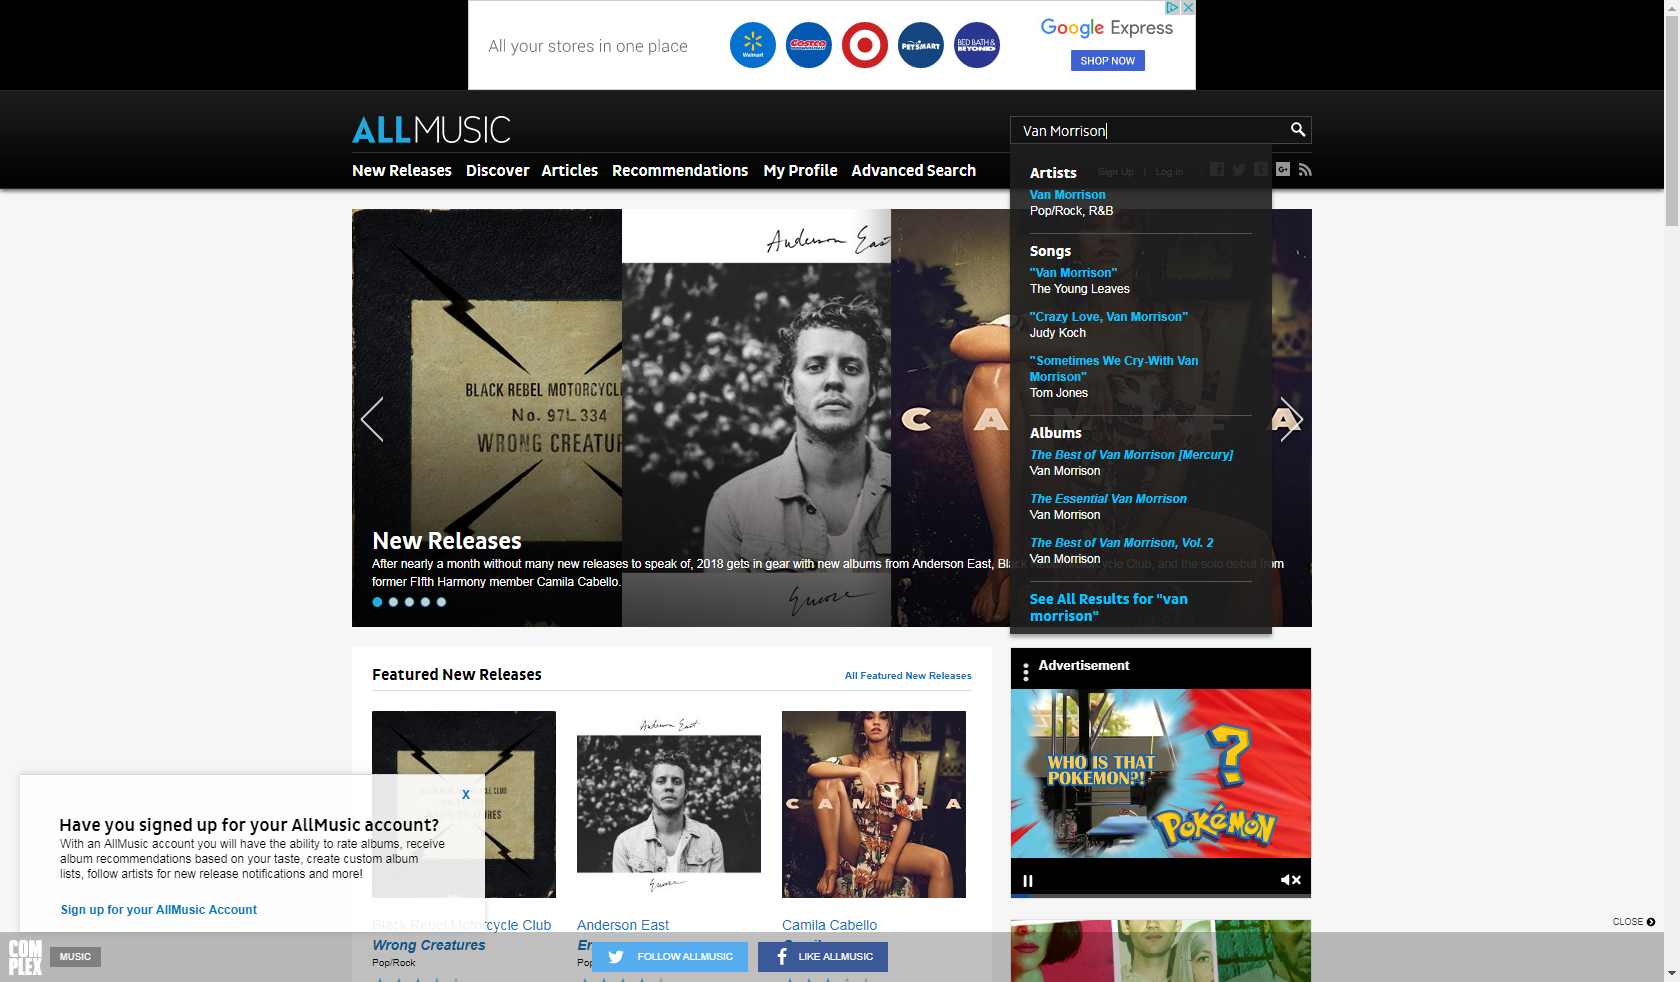 All your stores in one place
Walmart
COSTCO
WHOLESALE
PETSMART
BED BATH &
BEYOND
Google Express
SHOP NOW
ALLMUSIC
Van Morrison
New Releases Discover Articles Recommendations My Profile Advanced Search
Sign Up | Log in
Artists
Van Morrison
Pop/Rock, R&B
Songs
"Van Morrison"
The Young Leaves
"Crazy Love, Van Morrison"
Judy Koch
"Sometimes We Cry-With Van
Morrison"
Tom Jones
Albums
The Best of Van Morrison [Mercury]
Van Morrison
The Essential Van Morrison
Van Morrison
The Best of Van Morrison, Vol. 2
Van Morrison
See All Results for "van
morrison"
Anderson Eas
BLACK REBEL MOTORCYCL
No. 97L 334
WRONG CREATUR
C A M I L A
Encore
New Releases
After nearly a month without many new releases to speak of, 2018 gets in gear with new albums from Anderson East, Black Rebel Motorcycle Club, and the solo debut from
former FIfth Harmony member Camila Cabello.
Featured New Releases
All Featured New Releases
Anderson East
Encore
C A M I L A
Black Rebel Motorcycle Club
Wrong Creatures
Pop/Rock
Anderson East
En
Pop
Camila Cabello
Advertisement
WHO IS THAT
POKEMON?!
?
POKéMON
X
Have you signed up for your AllMusic account?
With an AllMusic account you will have the ability to rate albums, receive
album recommendations based on your taste, create custom album
lists, follow artists for new release notifications and more!
Sign up for your AllMusic Account
CLOSE
COMPLEX
MUSIC
FOLLOW ALLMUSIC
LIKE ALLMUSIC